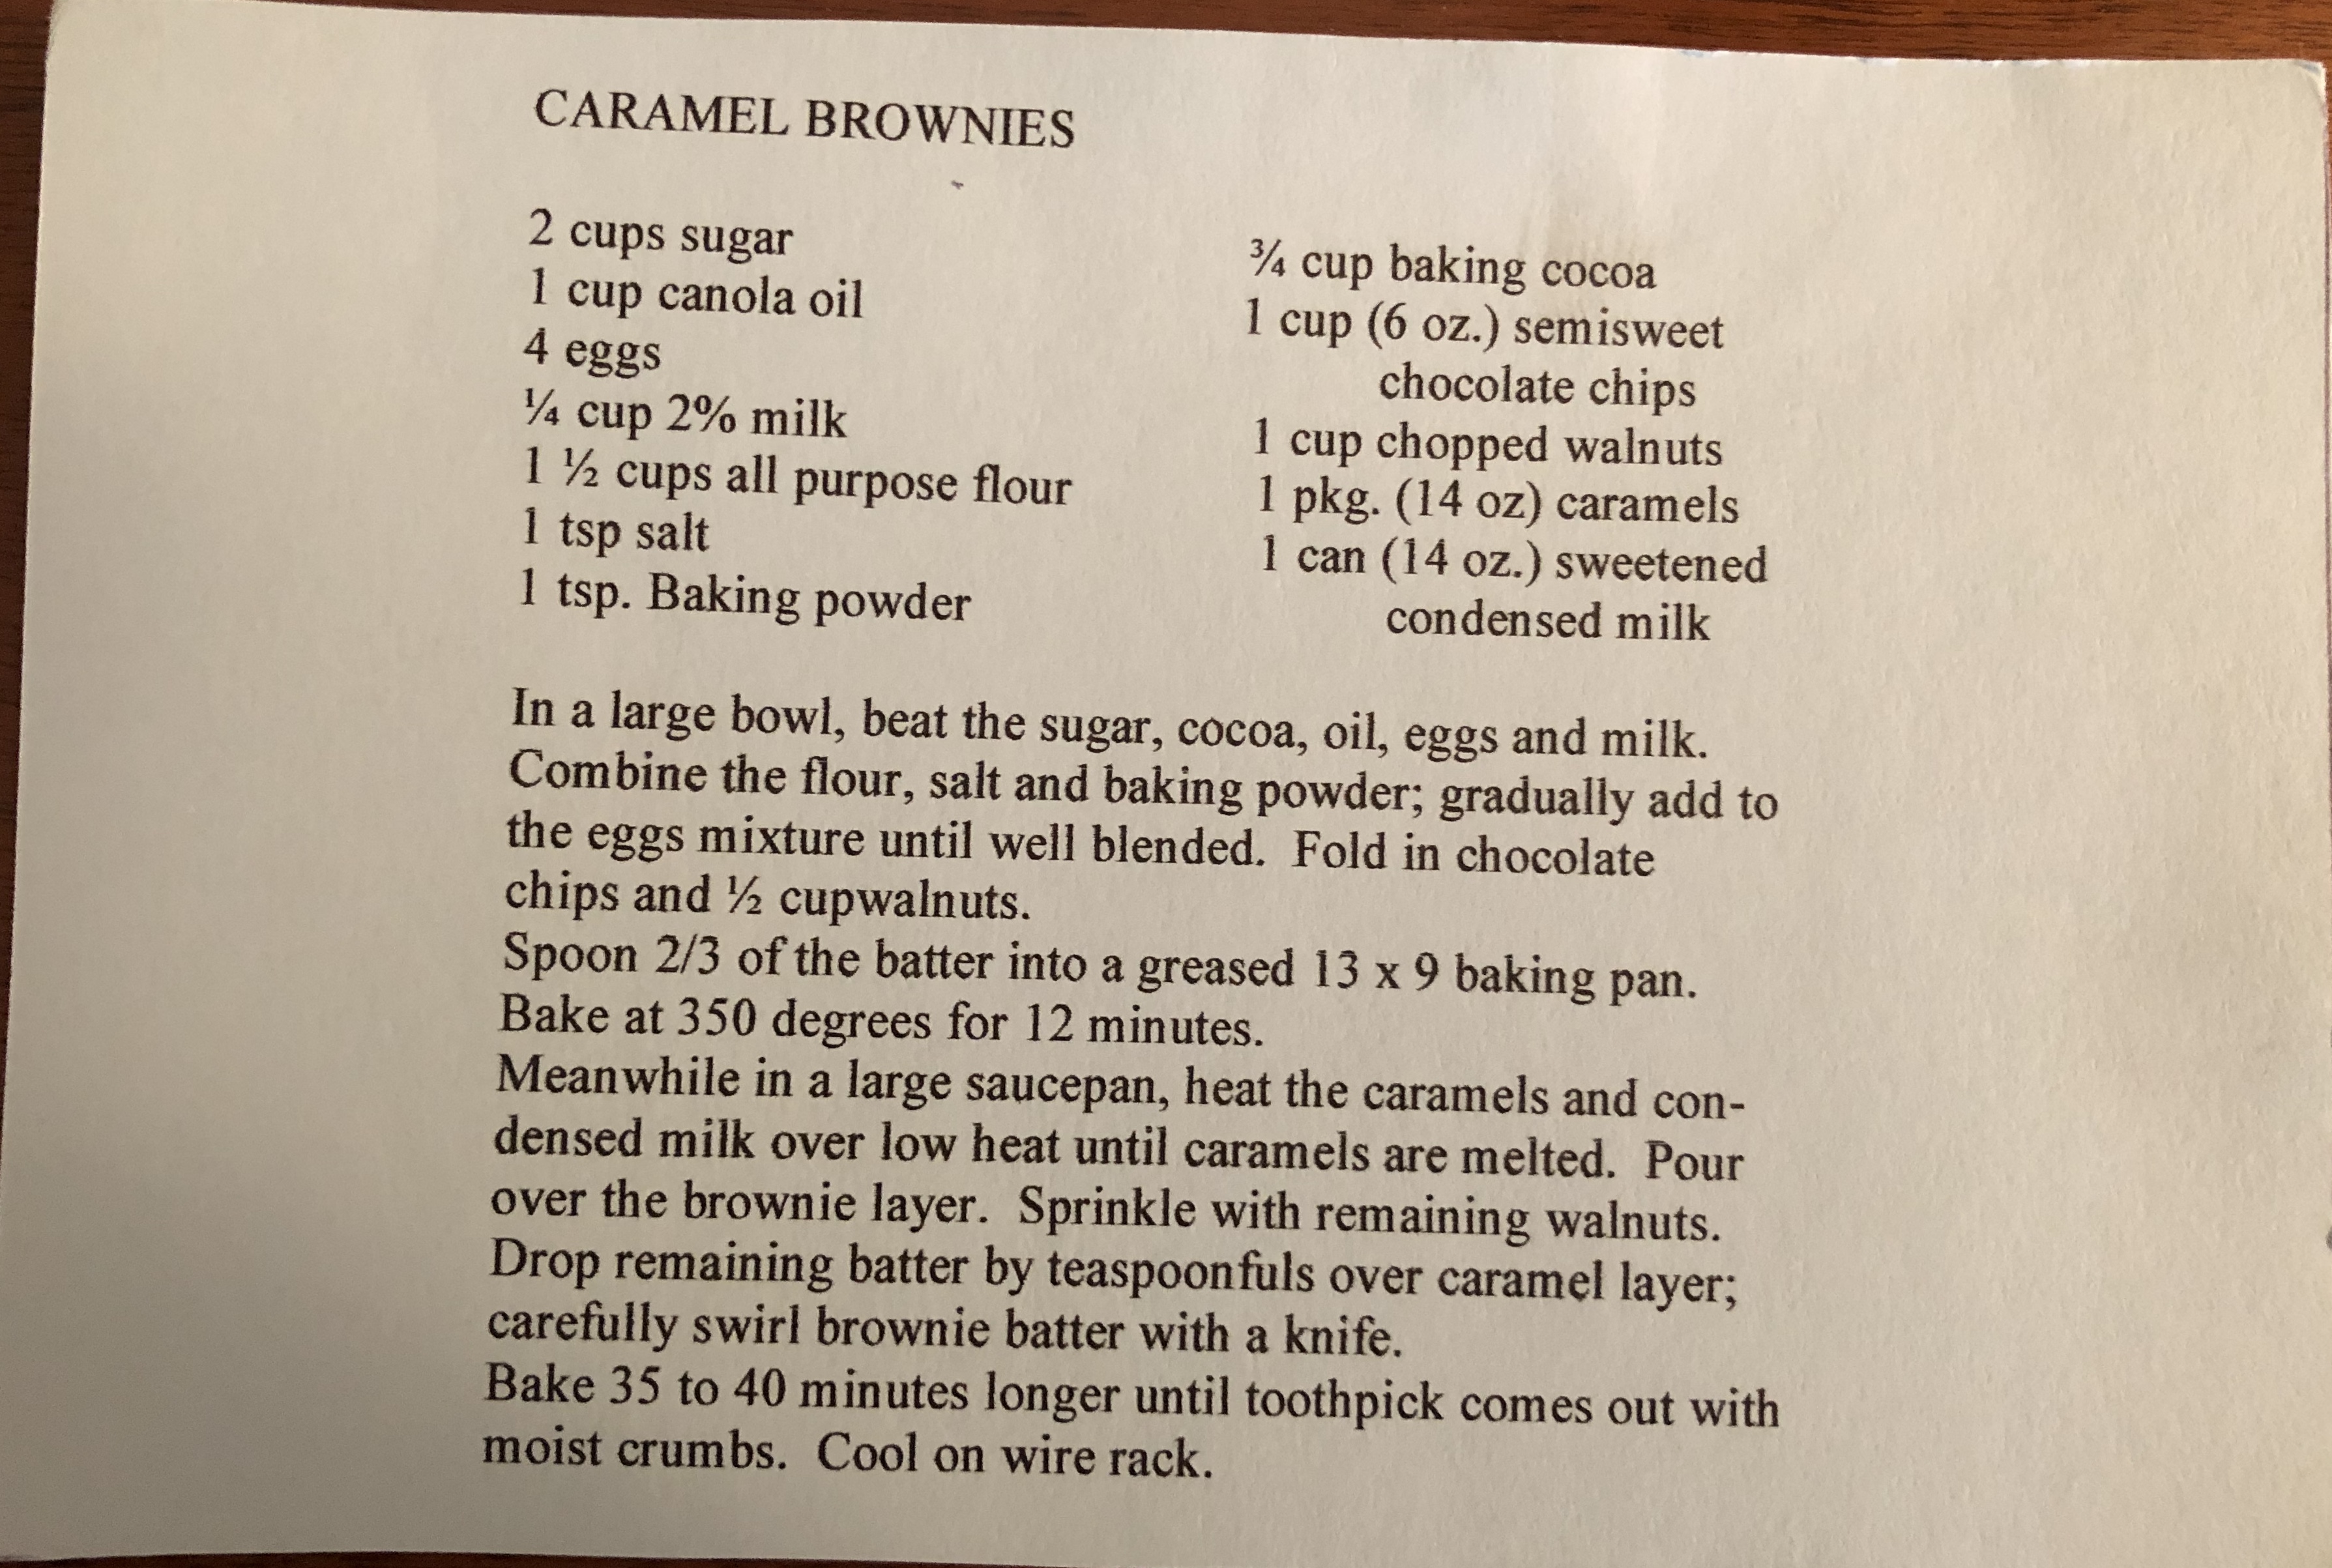 CARAMEL BROWNIES
2 cups sugar
1 cup canola oil
4 eggs
¼ cup 2% milk
1 ½ cups all purpose flour
1 tsp salt
1 tsp. Baking powder
¾ cup baking cocoa
1 cup (6 oz.) semisweet
chocolate chips
1 cup chopped walnuts
1 pkg. (14 oz) caramels
1 can (14 oz.) sweetened
condensed milk
In a large bowl, beat the sugar, cocoa, oil, eggs and milk.
Combine the flour, salt and baking powder; gradually add to
the eggs mixture until well blended.  Fold in chocolate
chips and ½ cupwalnuts.
Spoon 2/3 of the batter into a greased 13 x 9 baking pan.
Bake at 350 degrees for 12 minutes.
Meanwhile in a large saucepan, heat the caramels and con-
densed milk over low heat until caramels are melted.  Pour
over the brownie layer.  Sprinkle with remaining walnuts.
Drop remaining batter by teaspoonfuls over caramel layer;
carefully swirl brownie batter with a knife.
Bake 35 to 40 minutes longer until toothpick comes out with
moist crumbs.  Cool on wire rack.